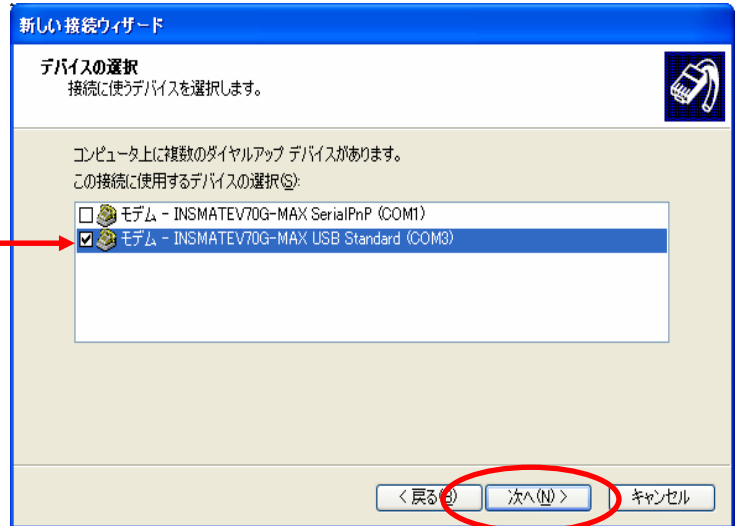 新しい接続ウィザード
デバイスの選択
接続に使うデバイスを選択します。
コンピュータ上に複数のダイヤルアップ デバイスがあります。
この接続に使用するデバイスの選択(S):
モデム - INSMATEV70G-MAX SerialPnP (COM1)
モデム - INSMATEV70G-MAX USB Standard (COM3)
< 戻る(B) 次へ(N) > キャンセル